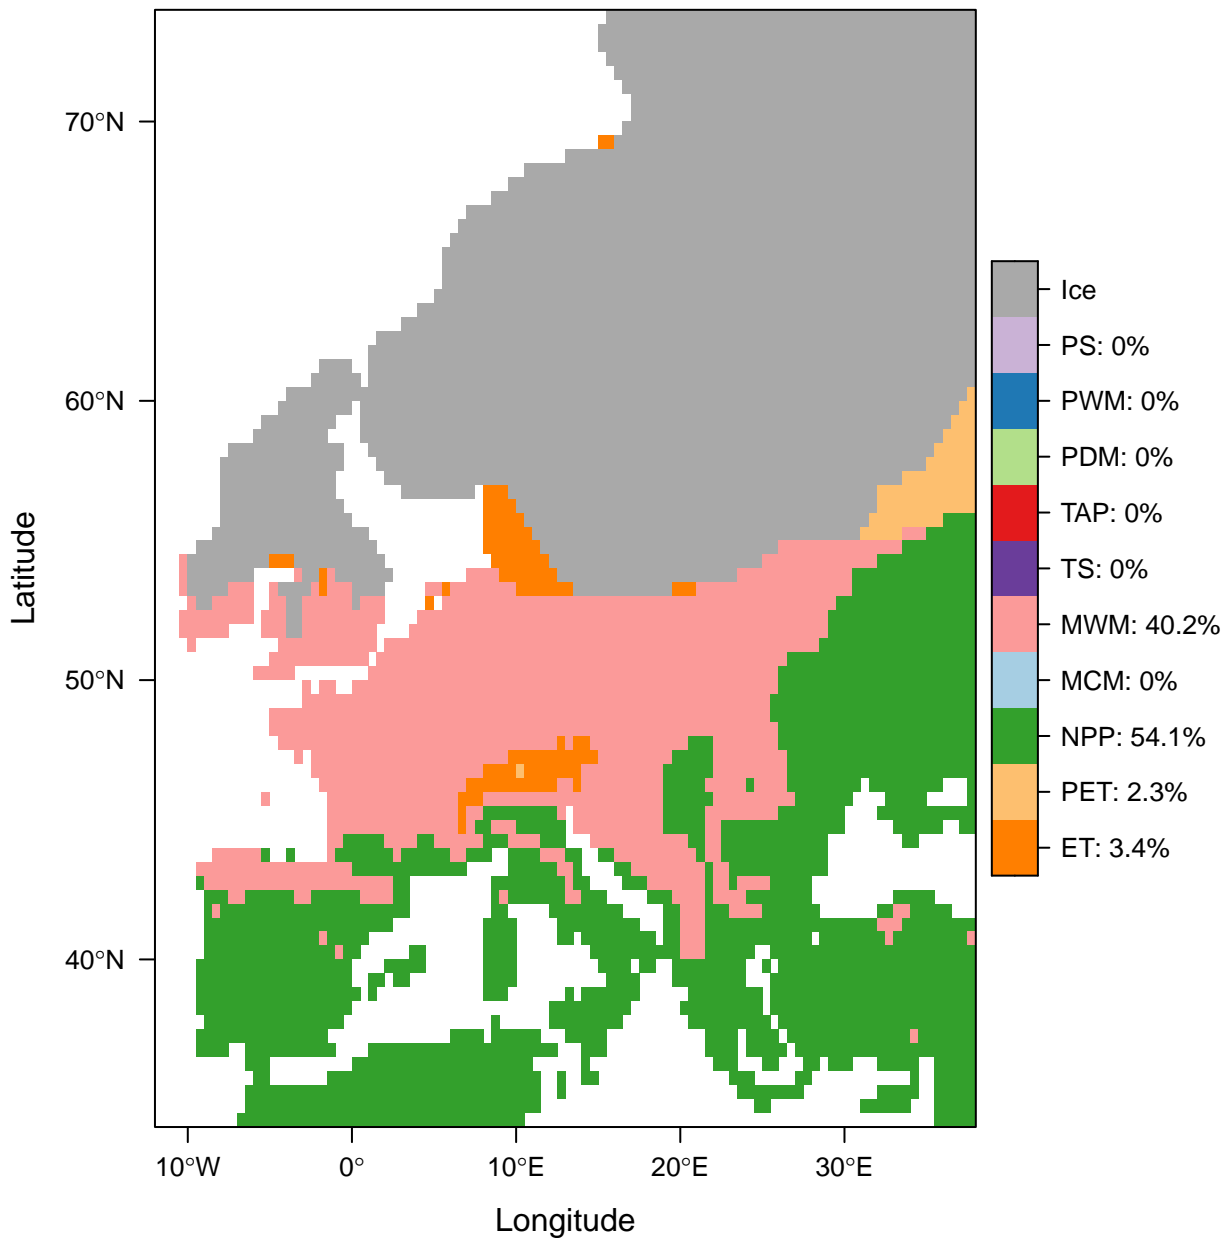 70°N
60°N
50°N
40°N
Latitude
10°W
0°
10°E
20°E
30°E
Longitude
Ice
PS: 0%
PWM: 0%
PDM: 0%
TAP: 0%
TS: 0%
MWM: 40.2%
MCM: 0%
NPP: 54.1%
PET: 2.3%
ET: 3.4%